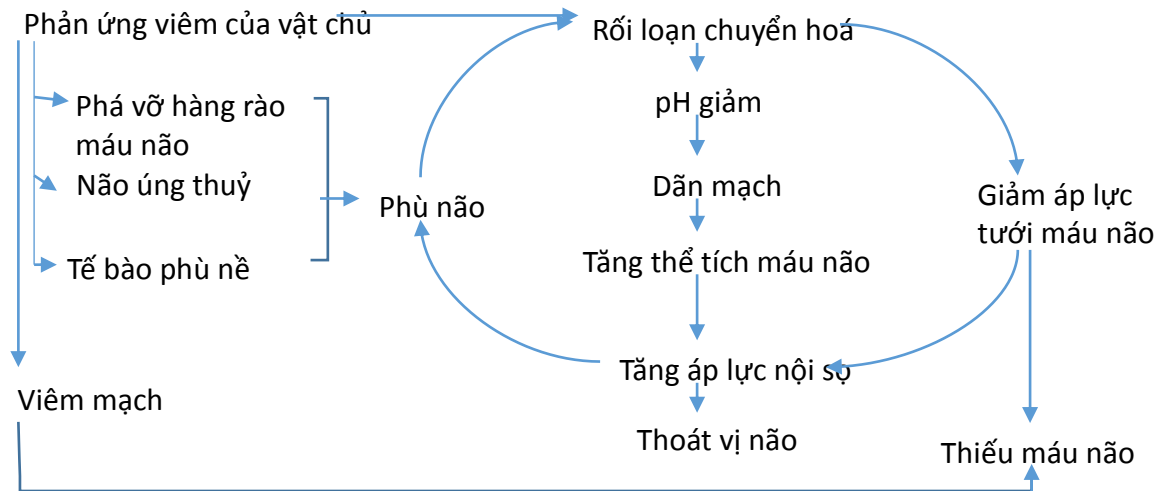 Phản ứng viêm của vật chủ
Rối loạn chuyển hoá
Phá vỡ hàng rào
máu não
pH giảm
Não úng thuỷ
Dãn mạch
Phù não
Giảm áp lực
tưới máu não
Tế bào phù nề
Tăng thể tích máu não
Tăng áp lực nội sọ
Viêm mạch
Thoát vị não
Thiếu máu não